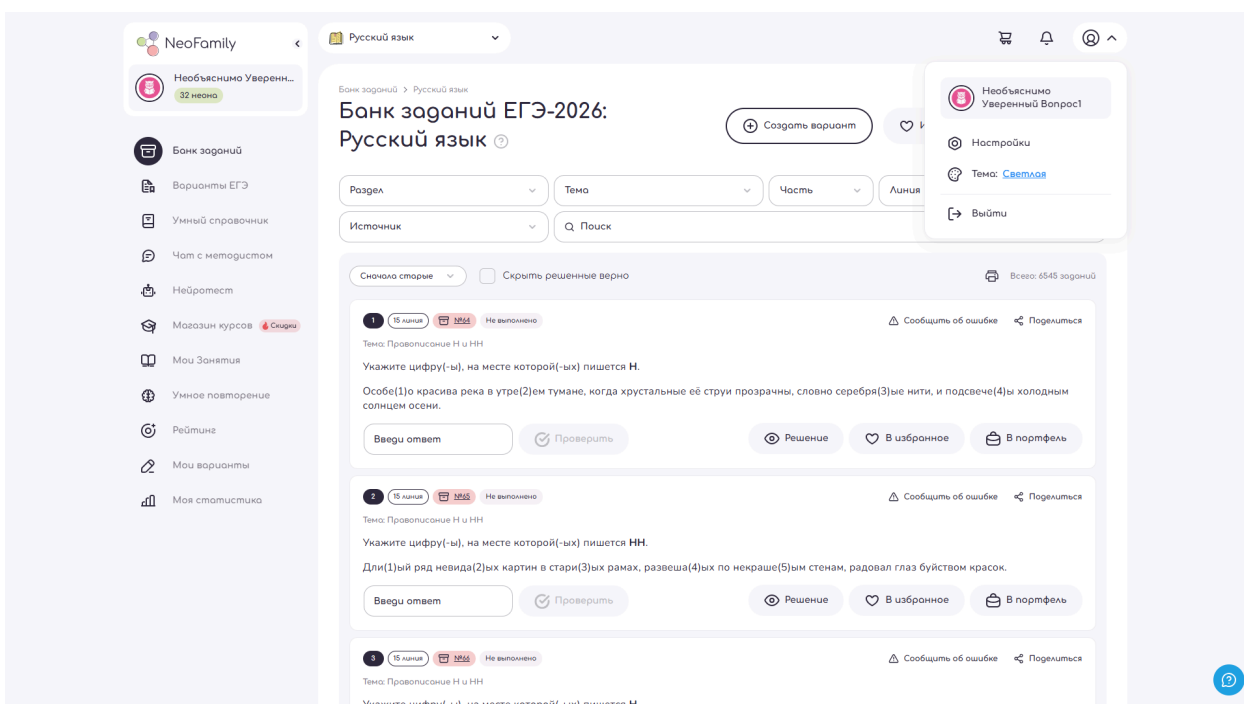 NeoFamily
Русский язык
Необъяснимо Уверенн...
32 неона
Необъяснимо
Уверенный Вопрос1
Настройки
Тема: Светлая
Выйти
Банк заданий
Варианты ЕГЭ
Умный справочник
Чат с методистом
Нейротест
Магазин курсов Скидки
Мои Занятия
Умное повторение
Рейтинг
Мои варианты
Моя статистика
Банк заданий > Русский язык
Банк заданий ЕГЭ-2026:
Русский язык
Создать вариант
Раздел Тема Часть Линия
Источник Поиск
Сначала старые Скрыть решенные верно Всего: 6545 заданий
1 15 линия №64 Не выполнено Сообщить об ошибке Поделиться
Тема: Правописание Н и НН
Укажите цифру(-ы), на месте которой(-ых) пишется Н.
Особе(1)о красива река в утре(2)ем тумане, когда хрустальные её струи прозрачны, словно серебря(3)ые нити, и подсвече(4)ы холодным
солнцем осени.
Введи ответ Проверить Решение В избранное В портфель
2 15 линия №65 Не выполнено Сообщить об ошибке Поделиться
Тема: Правописание Н и НН
Укажите цифру(-ы), на месте которой(-ых) пишется НН.
Дли(1)ый ряд невида(2)ых картин в стари(3)ых рамах, развеша(4)ых по некраше(5)ым стенам, радовал глаз буйством красок.
Введи ответ Проверить Решение В избранное В портфель
3 15 линия №66 Не выполнено Сообщить об ошибке Поделиться
Тема: Правописание Н и НН
Укажите цифру(-ы), на месте которой(-ых) пишется Н.